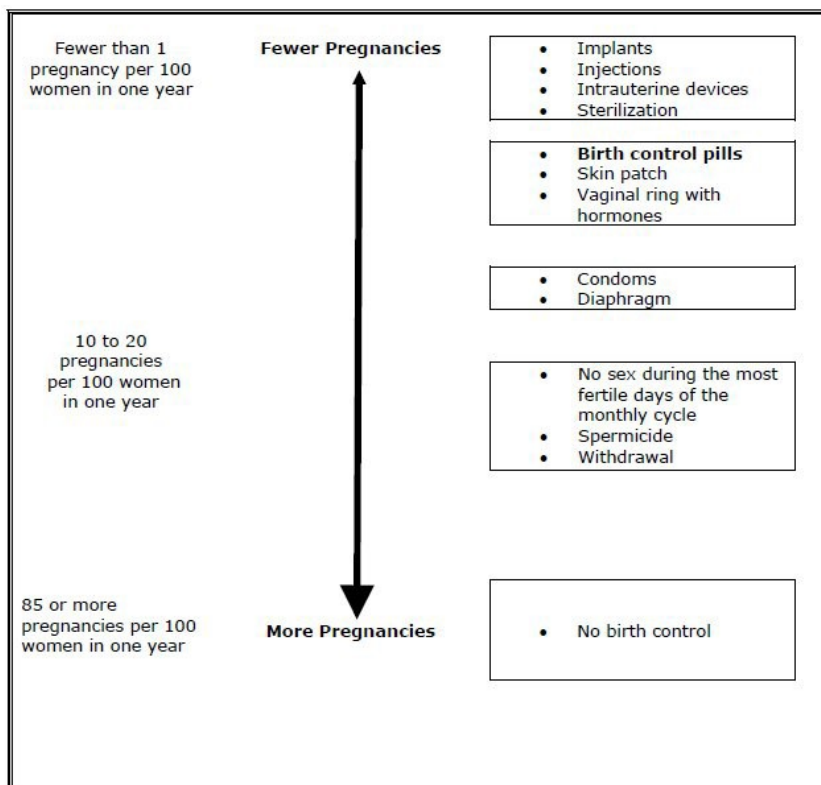 Fewer than 1
pregnancy per 100
women in one year
Fewer Pregnancies
• Implants
• Injections
• Intrauterine devices
• Sterilization
• Birth control pills
• Skin patch
• Vaginal ring with
hormones
• Condoms
• Diaphragm
10 to 20
pregnancies
per 100 women
in one year
• No sex during the most
fertile days of the
monthly cycle
• Spermicide
• Withdrawal
85 or more
pregnancies per 100
women in one year
More Pregnancies
• No birth control